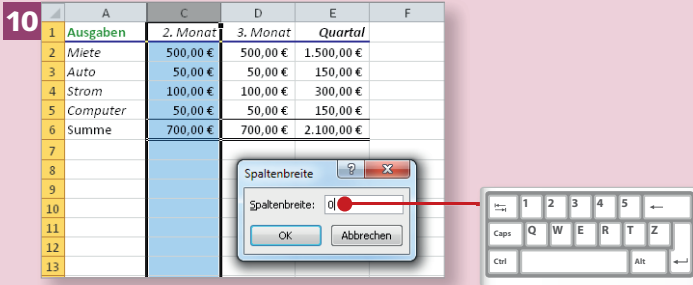 10
A C D E F
1 Ausgaben 2. Monat 3. Monat Quartal
2 Miete 500,00 € 500,00 € 1.500,00 €
3 Auto 50,00 € 50,00 € 150,00 €
4 Strom 100,00 € 100,00 € 300,00 €
5 Computer 50,00 € 50,00 € 150,00 €
6 Summe 700,00 € 700,00 € 2.100,00 €
7
8
9
10
11
12
13
Spaltenbreite ? X
Spaltenbreite: 0
OK Abbrechen
1 2 3 4 5
Caps Q W E R T Z
Ctrl Alt